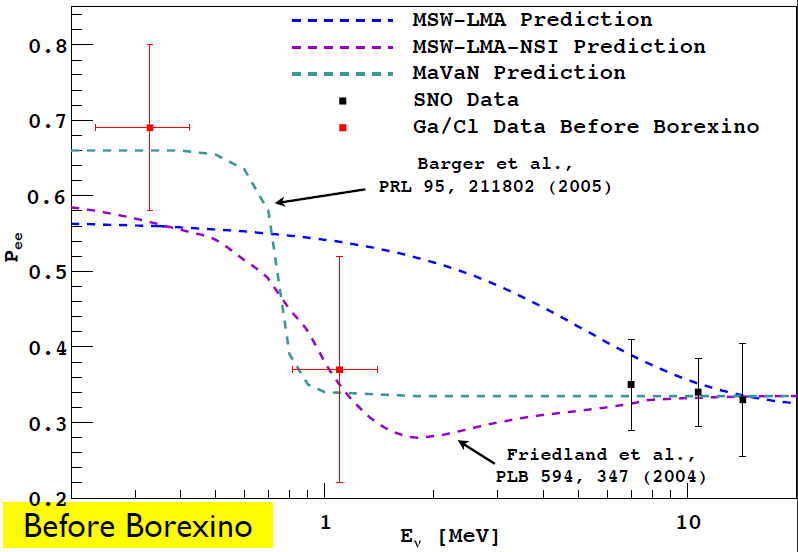 MSW-LMA Prediction
MSW-LMA-NSI Prediction
MaVaN Prediction
SNO Data
Ga/Cl Data Before Borexino
Barger et al.,
PRL 95, 211802 (2005)
Friedland et al.,
PLB 594, 347 (2004)
0.8
0.7
0.6
0.5
0.4
0.3
0.2
Pee
1
10
Eν [MeV]
Before Borexino